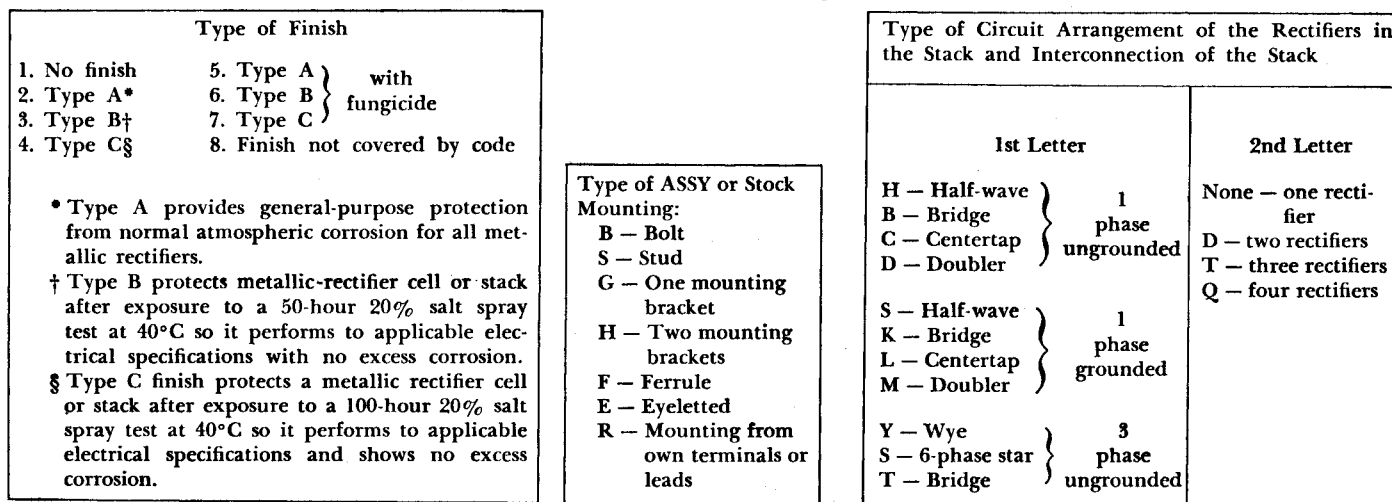 Type of Finish
1. No finish
2. Type A*
3. Type B†
4. Type C§
5. Type A
6. Type B
7. Type C
with
fungicide
8. Finish not covered by code
* Type A provides general-purpose protection
from normal atmospheric corrosion for all met-
allic rectifiers.
† Type B protects metallic-rectifier cell or stack
after exposure to a 50-hour 20% salt spray
test at 40°C so it performs to applicable elec-
trical specifications with no excess corrosion.
§ Type C finish protects a metallic rectifier cell
or stack after exposure to a 100-hour 20% salt
spray test at 40°C so it performs to applicable
electrical specifications and shows no excess
corrosion.
Type of ASSY or Stock
Mounting:
B — Bolt
S — Stud
G — One mounting
bracket
H — Two mounting
brackets
F — Ferrule
E — Eyeletted
R — Mounting from
own terminals or
leads
Type of Circuit Arrangement of the Rectifiers in
the Stack and Interconnection of the Stack
1st Letter
H — Half-wave
B — Bridge
C — Centertap
D — Doubler
1
phase
ungrounded
S — Half-wave
K — Bridge
L — Centertap
M — Doubler
1
phase
grounded
Y — Wye
S — 6-phase star
T — Bridge
3
phase
ungrounded
2nd Letter
None — one recti-
fier
D — two rectifiers
T — three rectifiers
Q — four rectifiers